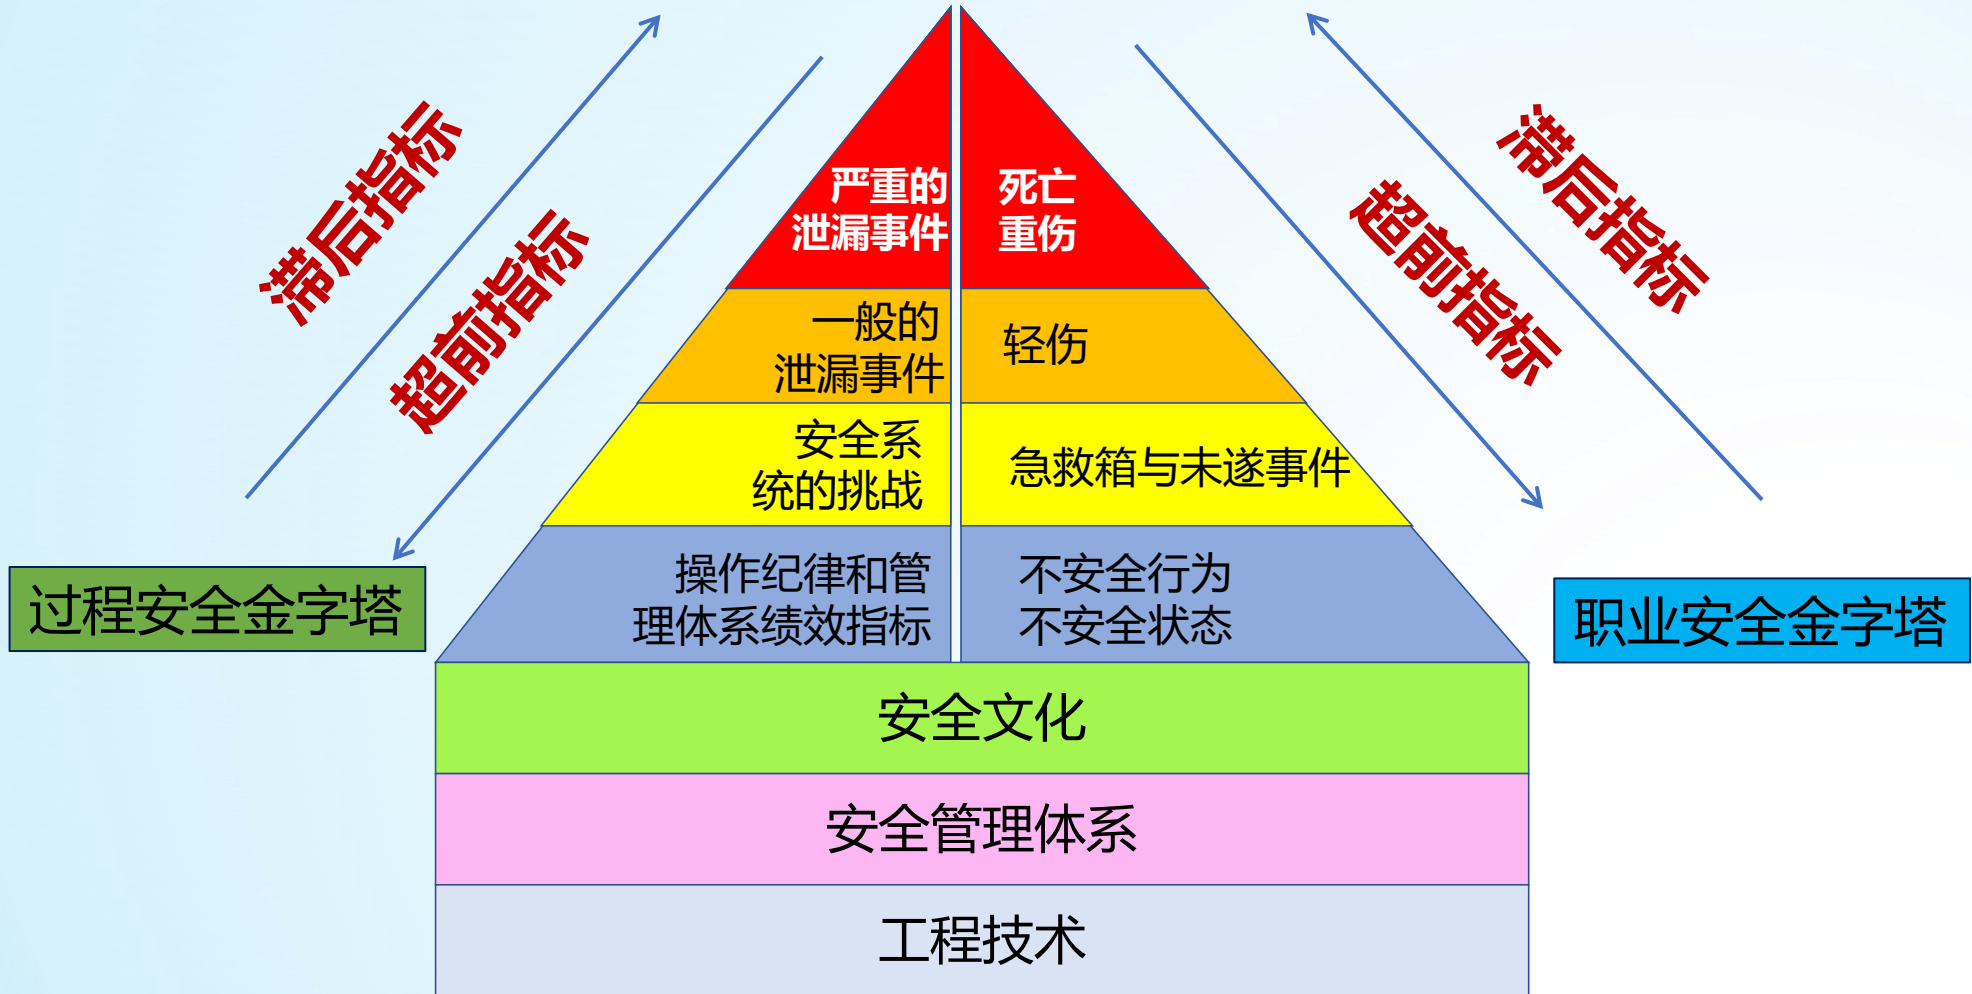 滞后指标
超前指标
滞后指标
超前指标
严重的
泄漏事件
死亡
重伤
一般的
泄漏事件
轻伤
安全系
统的挑战
急救箱与未遂事件
操作纪律和管
理体系绩效指标
不安全行为
不安全状态
过程安全金字塔
职业安全金字塔
安全文化
安全管理体系
工程技术